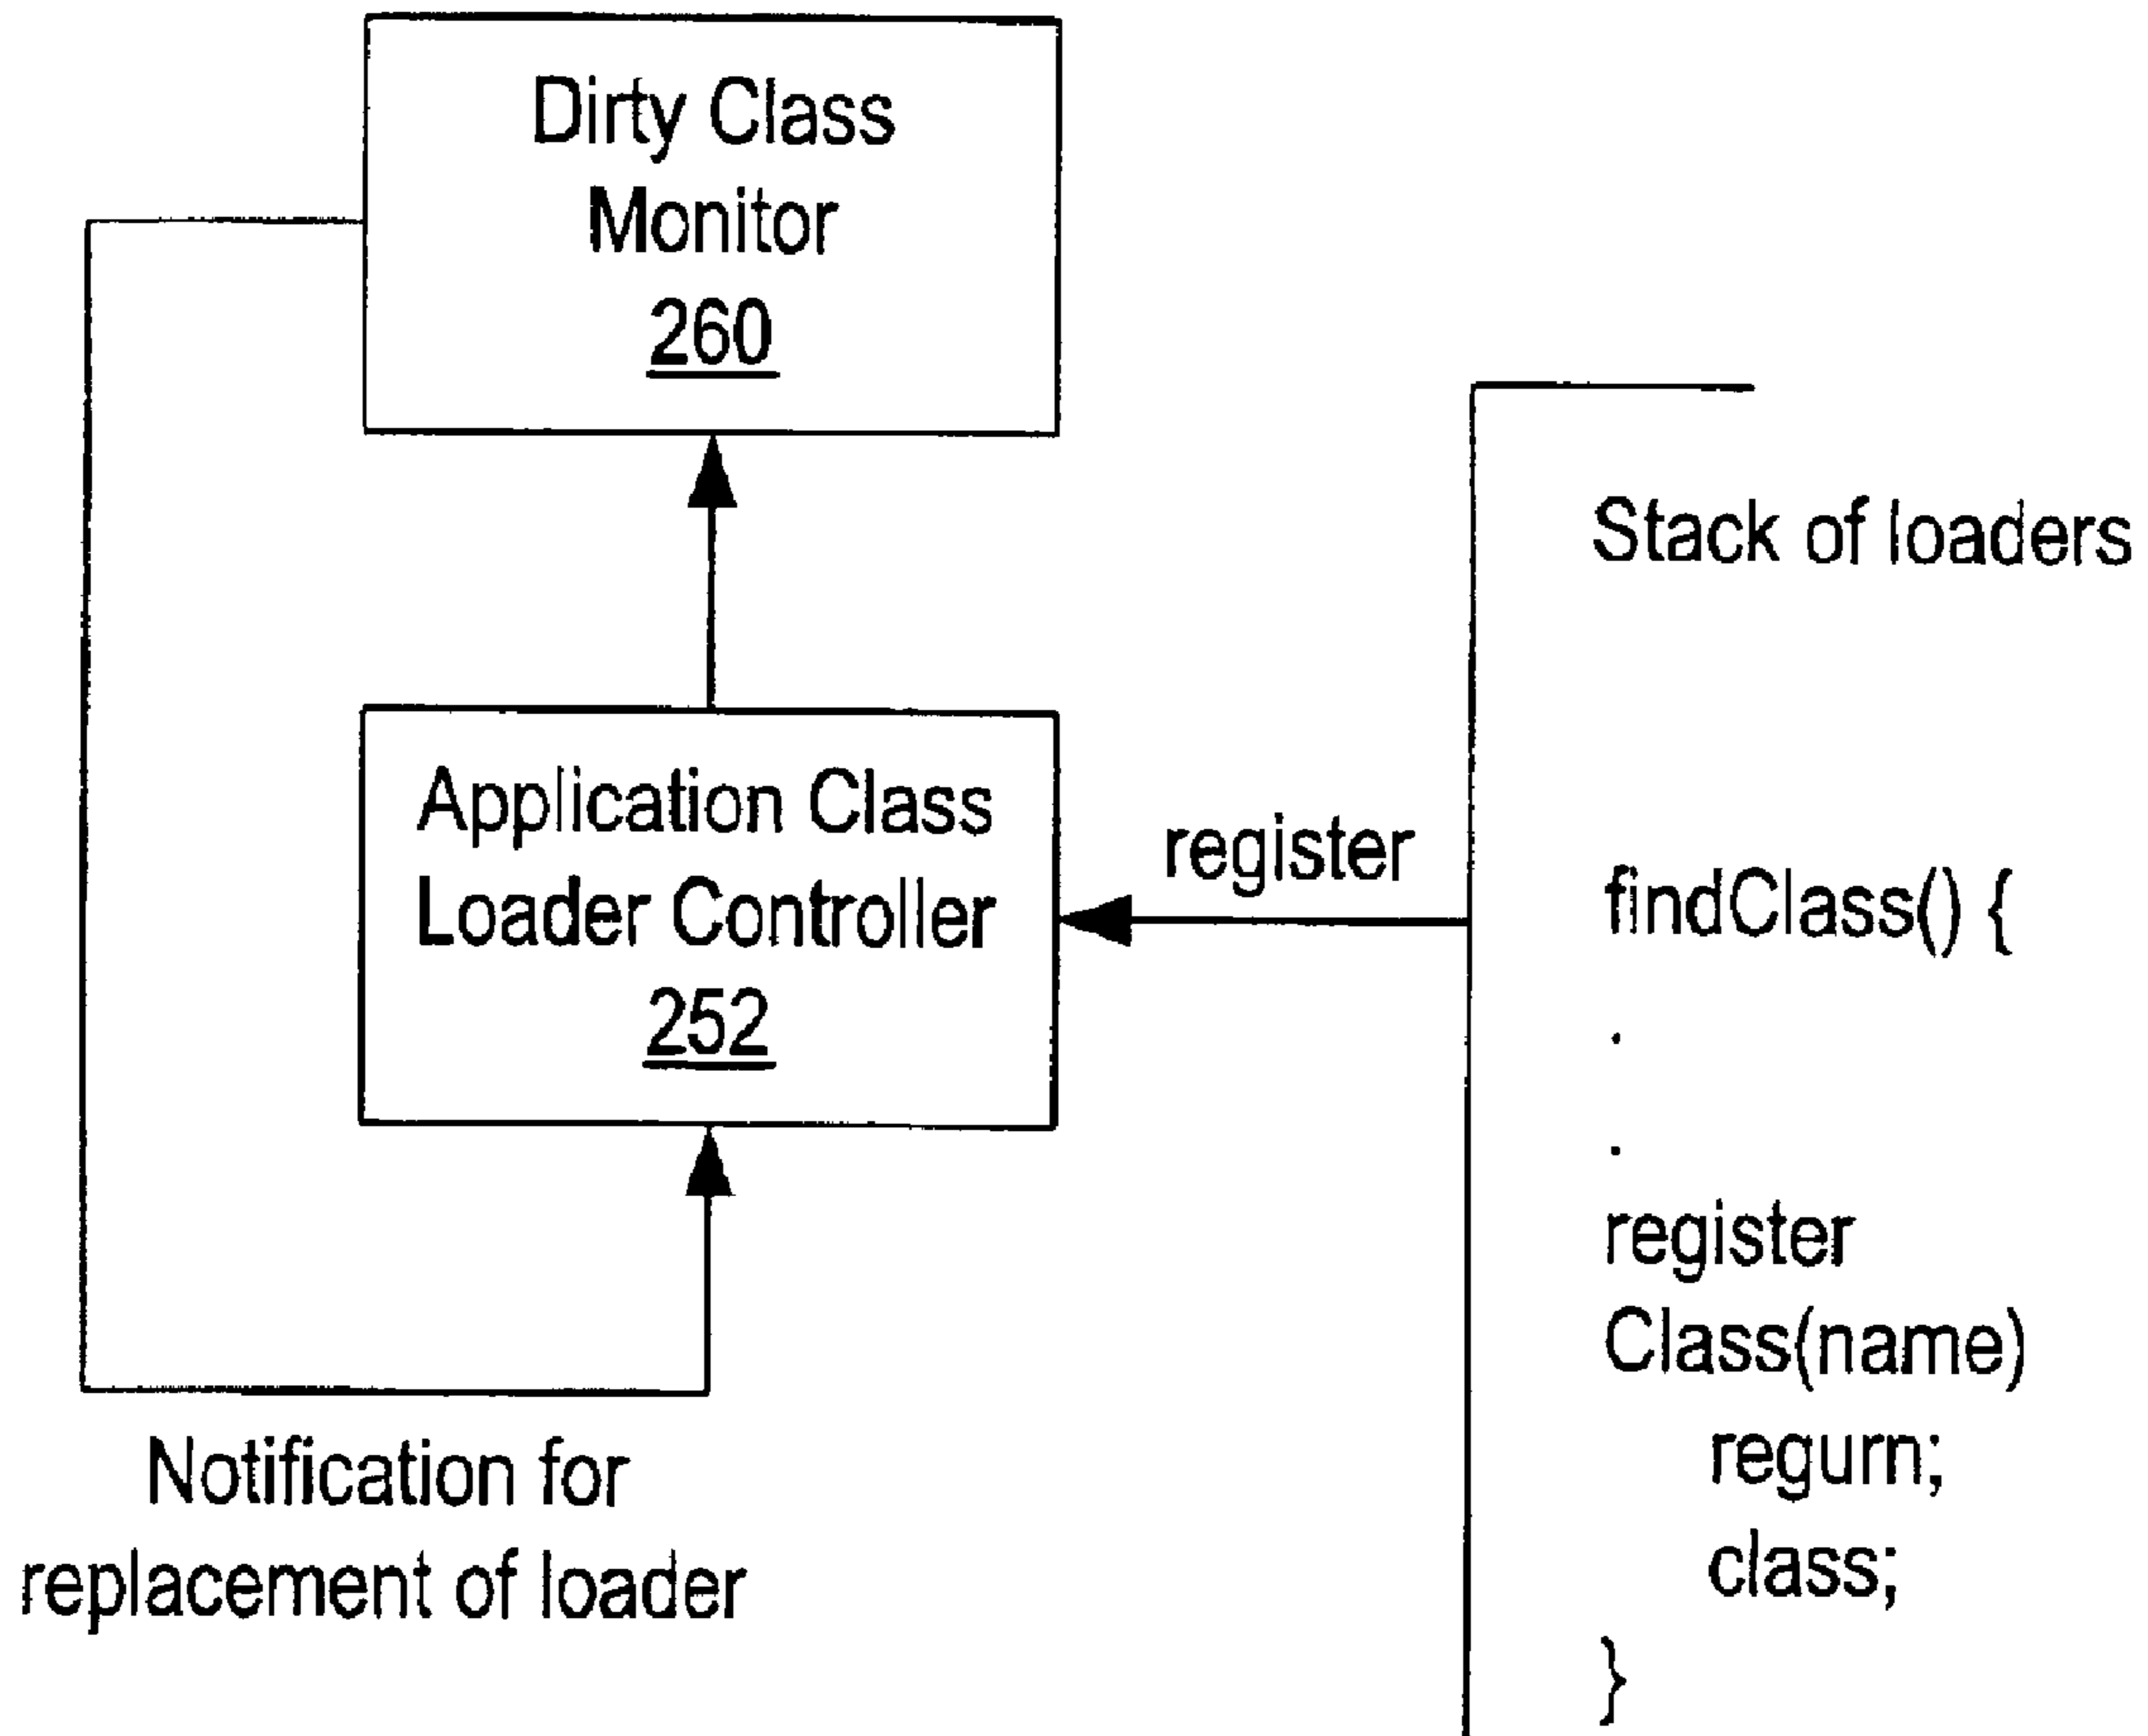 Dirty Class
Monitor
260
Application Class
Loader Controller
252
Notification for
replacement of loader
register
Stack of loaders
findClass() {
.
.
register
Class(name)
regurn;
class;
}